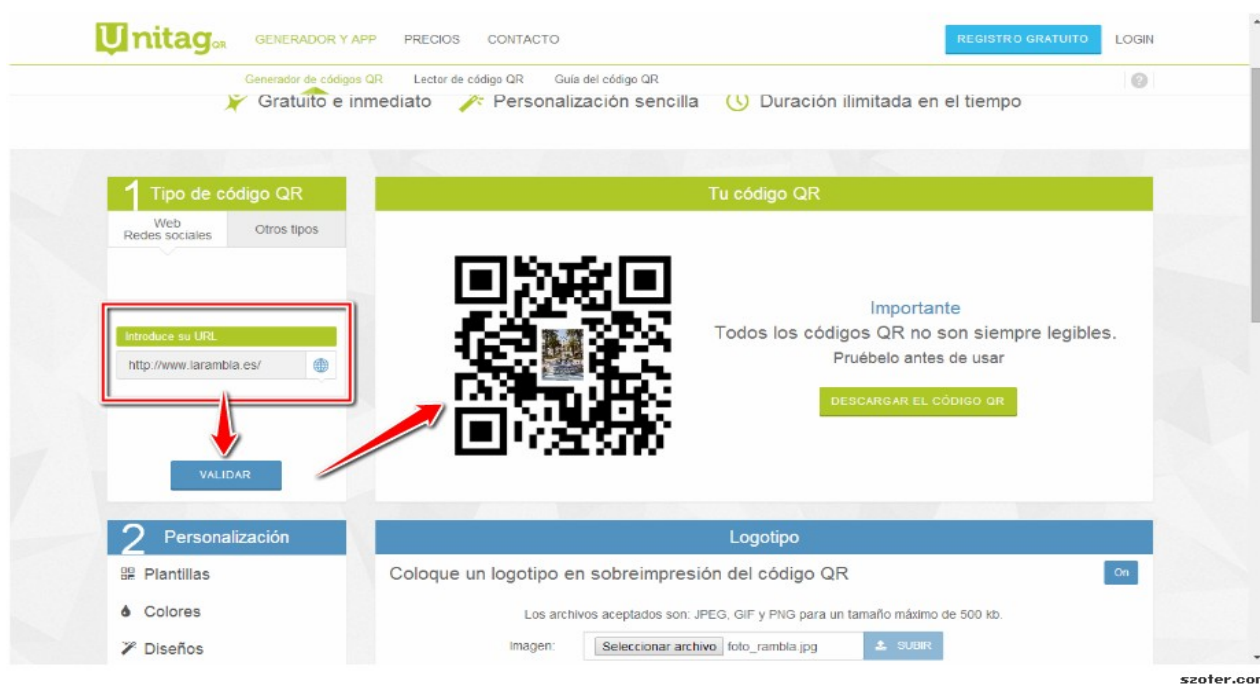 Unitag QR GENERADOR Y APP PRECIOS CONTACTO REGISTRO GRATUITO LOGIN
Generador de códigos QR Lector de código QR Guía del código QR ?
Gratuito e inmediato Personalización sencilla Duración ilimitada en el tiempo
1 Tipo de código QR
Web
Redes sociales
Otros tipos
Introduce su URL
http://www.larambla.es/
VALIDAR
Tu código QR
Importante
Todos los códigos QR no son siempre legibles.
Pruébelo antes de usar
DESCARGAR EL CÓDIGO QR
2 Personalización
Plantillas
Colores
Diseños
Logotipo
Coloque un logotipo en sobreimpresión del código QR On
Los archivos aceptados son: JPEG, GIF y PNG para un tamaño máximo de 500 kb.
Imagen: Seleccionar archivo foto_rambla.jpg SUBIR
szoter.com